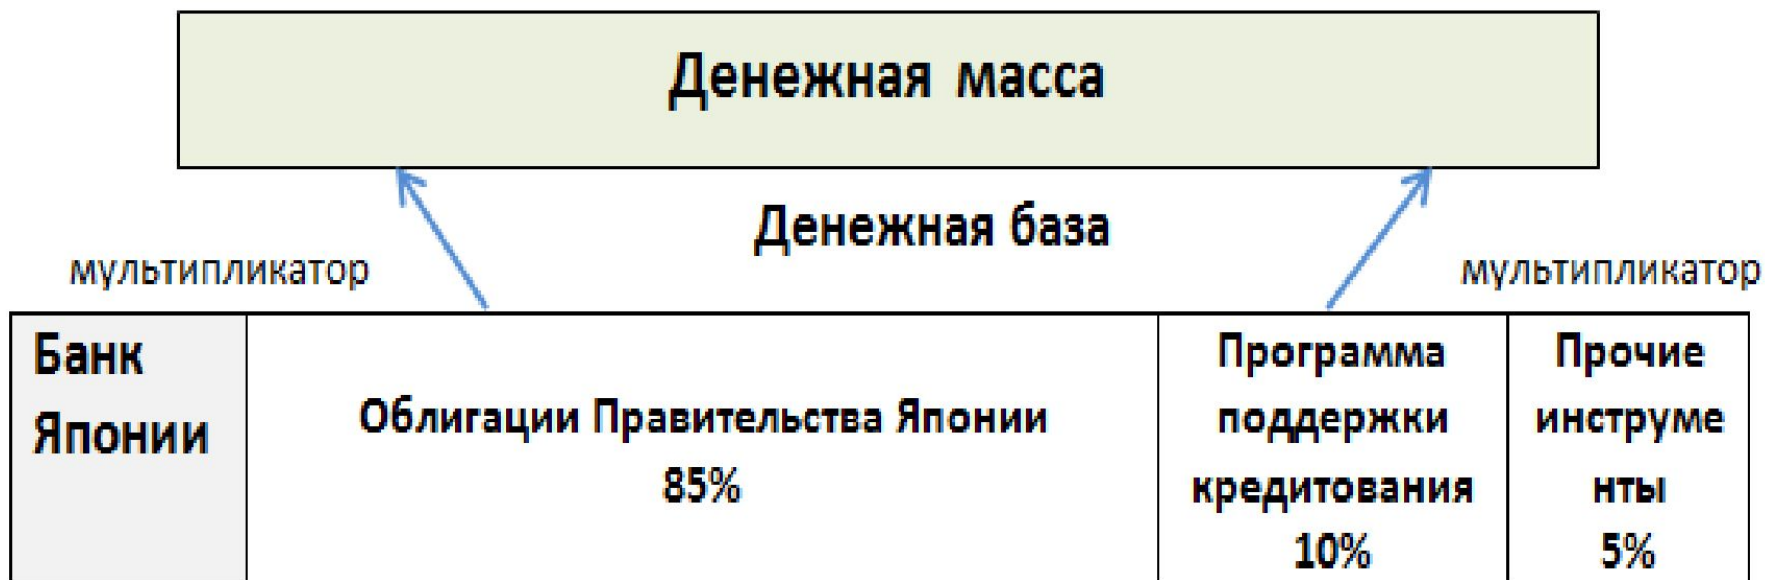 Денежная масса
Денежная база
мультипликатор
мультипликатор
Банк
Японии
Облигации Правительства Японии
85%
Программа
поддержки
кредитования
10%
Прочие
инструме
нты
5%